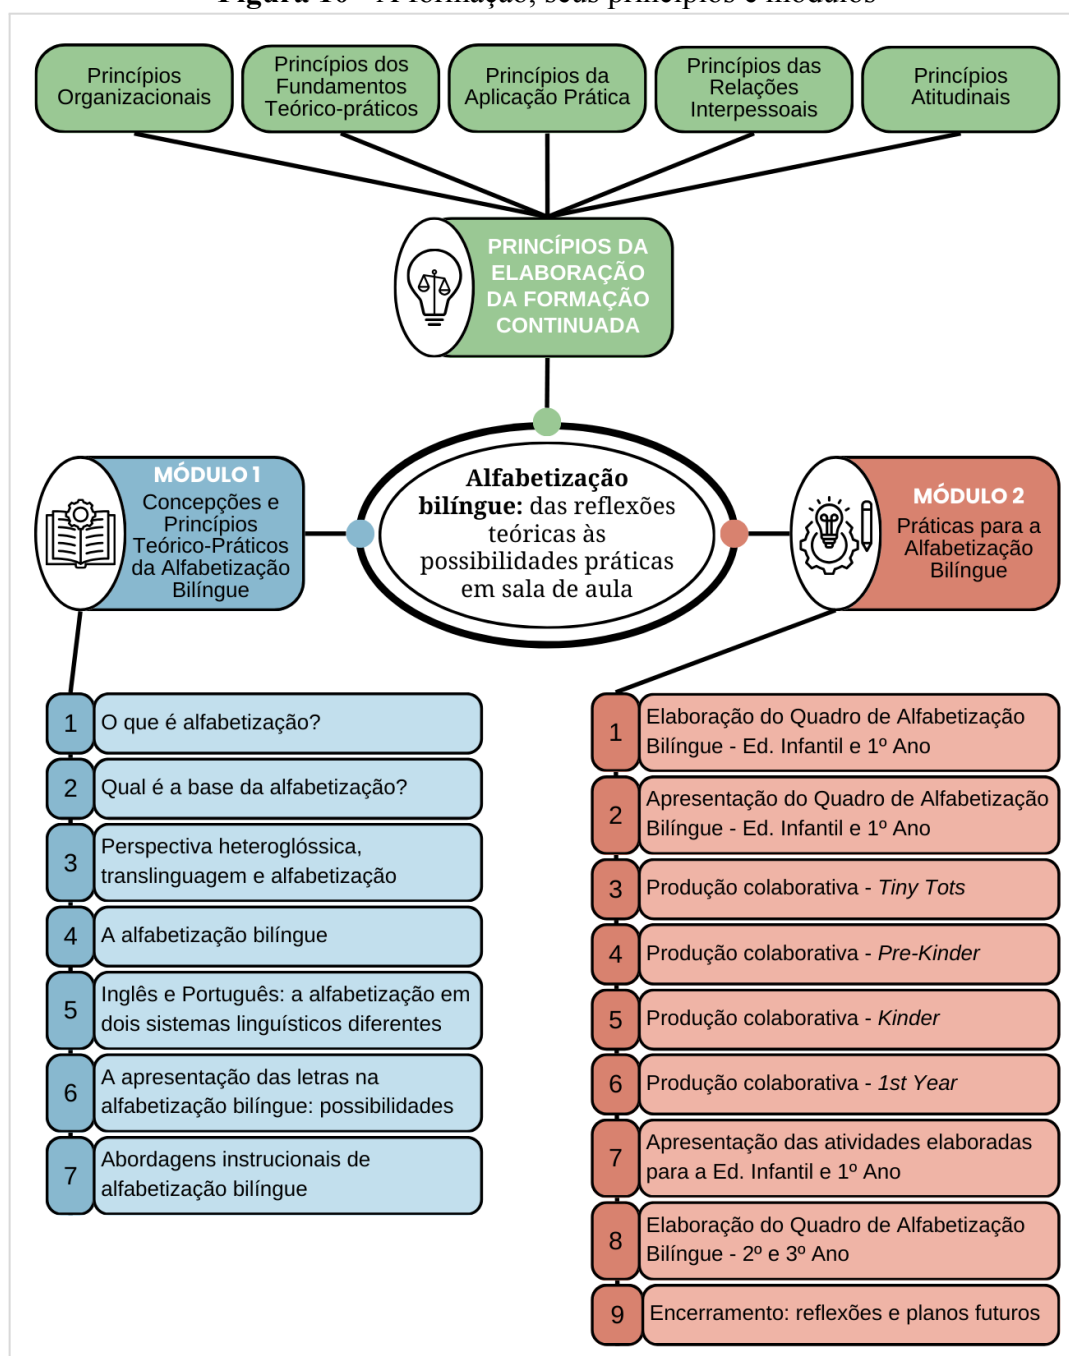 Figura 10 - A formação, seus princípios e módulos
Princípios
Organizacionais
Princípios dos
Fundamentos
Teórico-práticos
Princípios da
Aplicação Prática
Princípios das
Relações
Interpessoais
Princípios
Atitudinais
PRINCÍPIOS DA
ELABORAÇÃO
DA FORMAÇÃO
CONTINUADA
MÓDULO 1
Concepções e
Princípios
Teórico-Práticos
da Alfabetização
Bilíngue
Alfabetização
bilíngue: das reflexões
teóricas às
possibilidades práticas
em sala de aula
MÓDULO 2
Práticas para a
Alfabetização
Bilíngue
1 O que é alfabetização?
2 Qual é a base da alfabetização?
3 Perspectiva heteroglóssica,
translinguagem e alfabetização
4 A alfabetização bilíngue
5 Inglês e Português: a alfabetização em
dois sistemas linguísticos diferentes
6 A apresentação das letras na
alfabetização bilíngue: possibilidades
7 Abordagens instrucionais de
alfabetização bilíngue
1 Elaboração do Quadro de Alfabetização
Bilíngue - Ed. Infantil e 1º Ano
2 Apresentação do Quadro de Alfabetização
Bilíngue - Ed. Infantil e 1º Ano
3 Produção colaborativa - Tiny Tots
4 Produção colaborativa - Pre-Kinder
5 Produção colaborativa - Kinder
6 Produção colaborativa - 1st Year
7 Apresentação das atividades elaboradas
para a Ed. Infantil e 1º Ano
8 Elaboração do Quadro de Alfabetização
Bilíngue - 2º e 3º Ano
9 Encerramento: reflexões e planos futuros